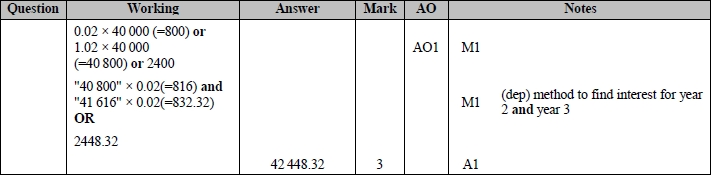 Question Working Answer Mark AO Notes
0.02 × 40 000 (=800) or
1.02 × 40 000
(=40 800) or 2400
AO1 M1
"40 800" × 0.02(=816) and
"41 616" × 0.02(=832.32)
OR
2448.32
M1 (dep) method to find interest for year
2 and year 3
42 448.32 3 A1